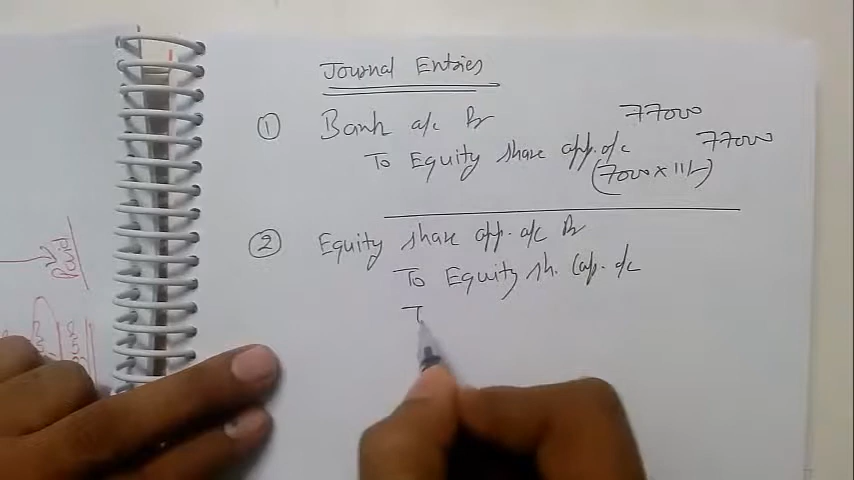 Journal Entries
① Bank a/c Dr 77000
To Equity share app. a/c 77000
(7000 x 11/-)
② Equity share app. a/c Dr
To Equity sh. Cap. a/c
T
Paid